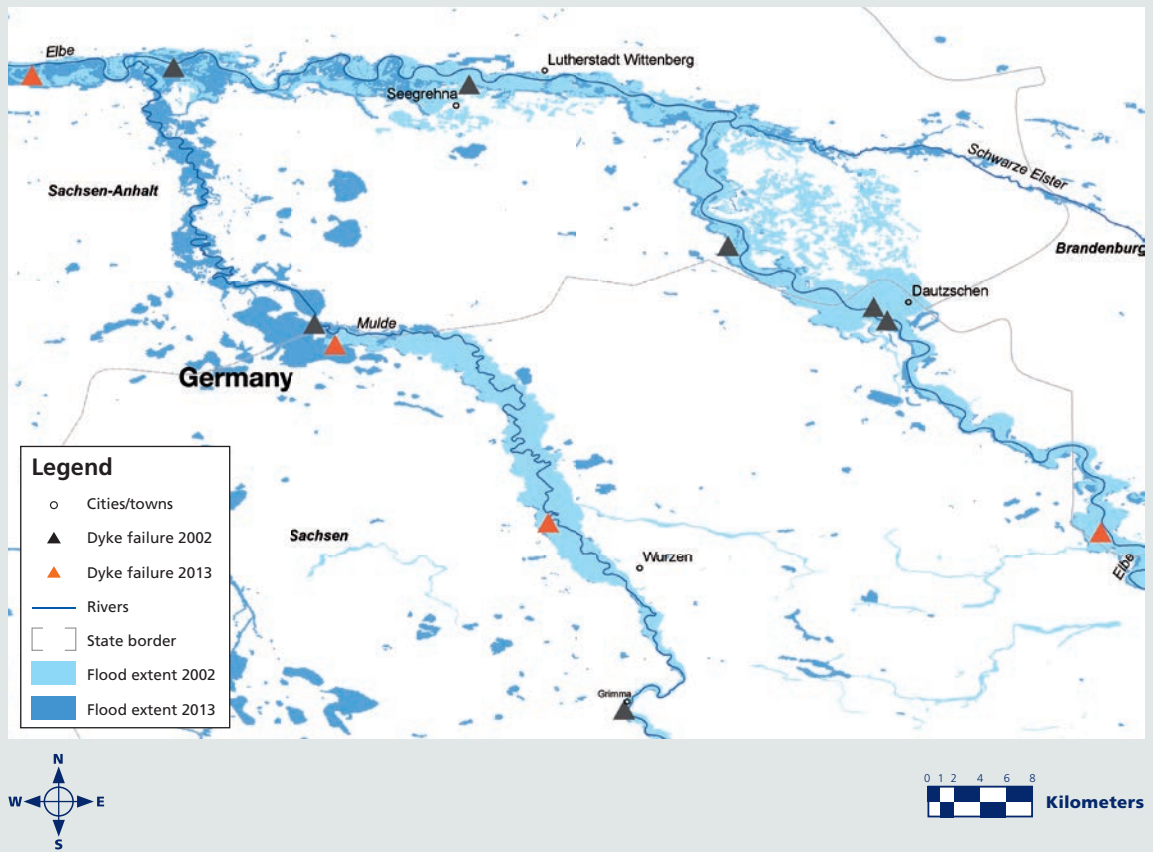 Elbe
Lutherstadt Wittenberg
Seegrehna
Schwarze Elster
Sachsen-Anhalt
Brandenburg
Dautzschen
Mulde
Germany
Legend
Cities/towns
Dyke failure 2002
Dyke failure 2013
Rivers
State border
Flood extent 2002
Flood extent 2013
Sachsen
Wurzen
Elbe
Grimma
N
W E
S
0 1 2 4 6 8
Kilometers